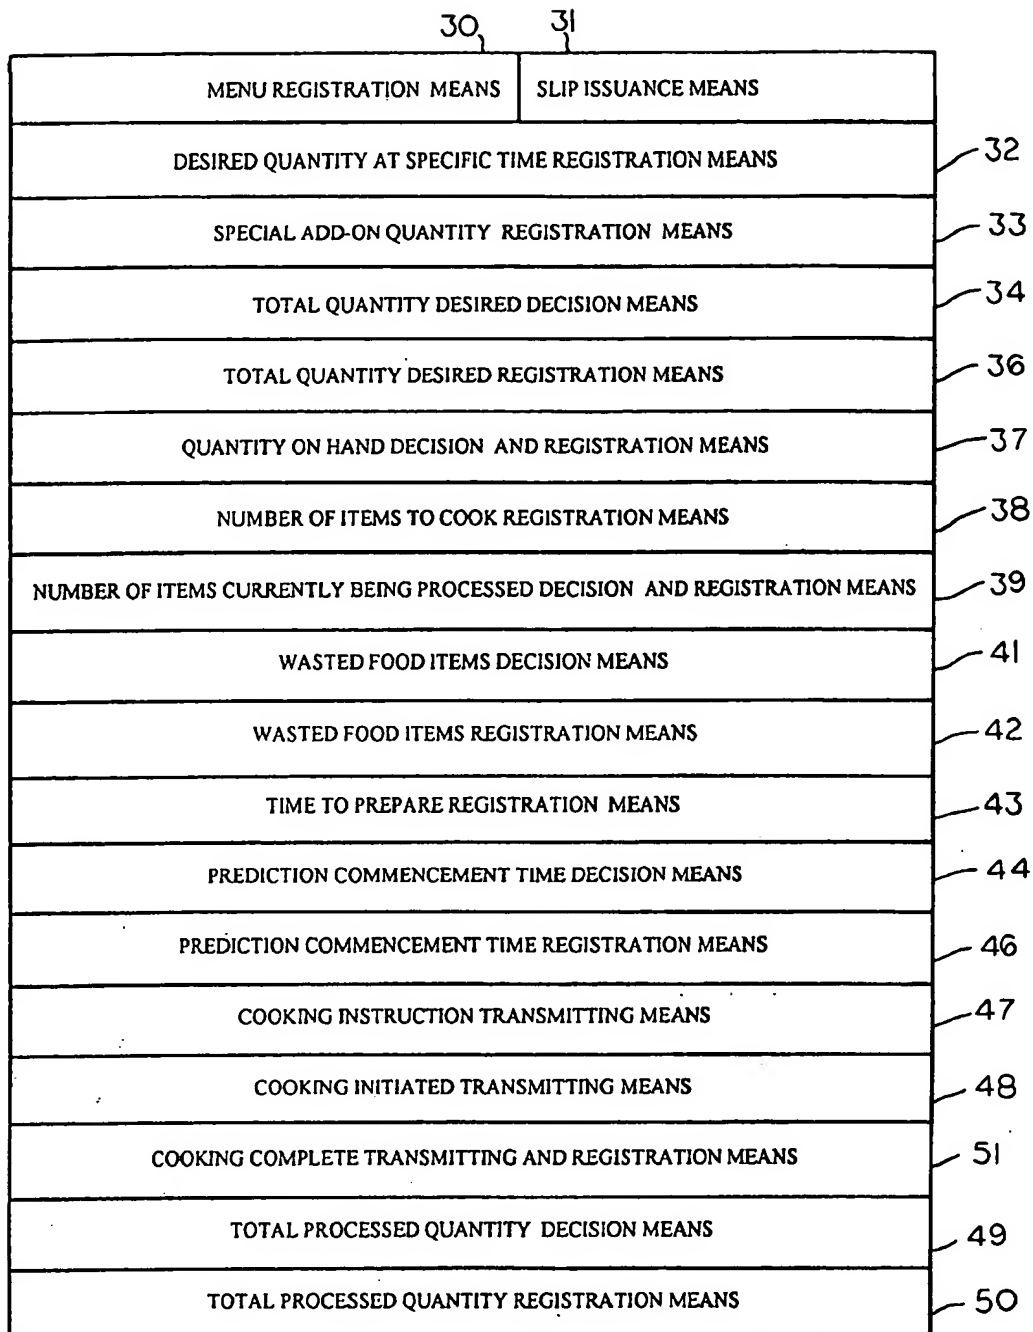 30 31
MENU REGISTRATION MEANS SLIP ISSUANCE MEANS
DESIRED QUANTITY AT SPECIFIC TIME REGISTRATION MEANS 32
SPECIAL ADD-ON QUANTITY REGISTRATION MEANS 33
TOTAL QUANTITY DESIRED DECISION MEANS 34
TOTAL QUANTITY DESIRED REGISTRATION MEANS 36
QUANTITY ON HAND DECISION AND REGISTRATION MEANS 37
NUMBER OF ITEMS TO COOK REGISTRATION MEANS 38
NUMBER OF ITEMS CURRENTLY BEING PROCESSED DECISION AND REGISTRATION MEANS 39
WASTED FOOD ITEMS DECISION MEANS 41
WASTED FOOD ITEMS REGISTRATION MEANS 42
TIME TO PREPARE REGISTRATION MEANS 43
PREDICTION COMMENCEMENT TIME DECISION MEANS 44
PREDICTION COMMENCEMENT TIME REGISTRATION MEANS 46
COOKING INSTRUCTION TRANSMITTING MEANS 47
COOKING INITIATED TRANSMITTING MEANS 48
COOKING COMPLETE TRANSMITTING AND REGISTRATION MEANS 51
TOTAL PROCESSED QUANTITY DECISION MEANS 49
TOTAL PROCESSED QUANTITY REGISTRATION MEANS 50